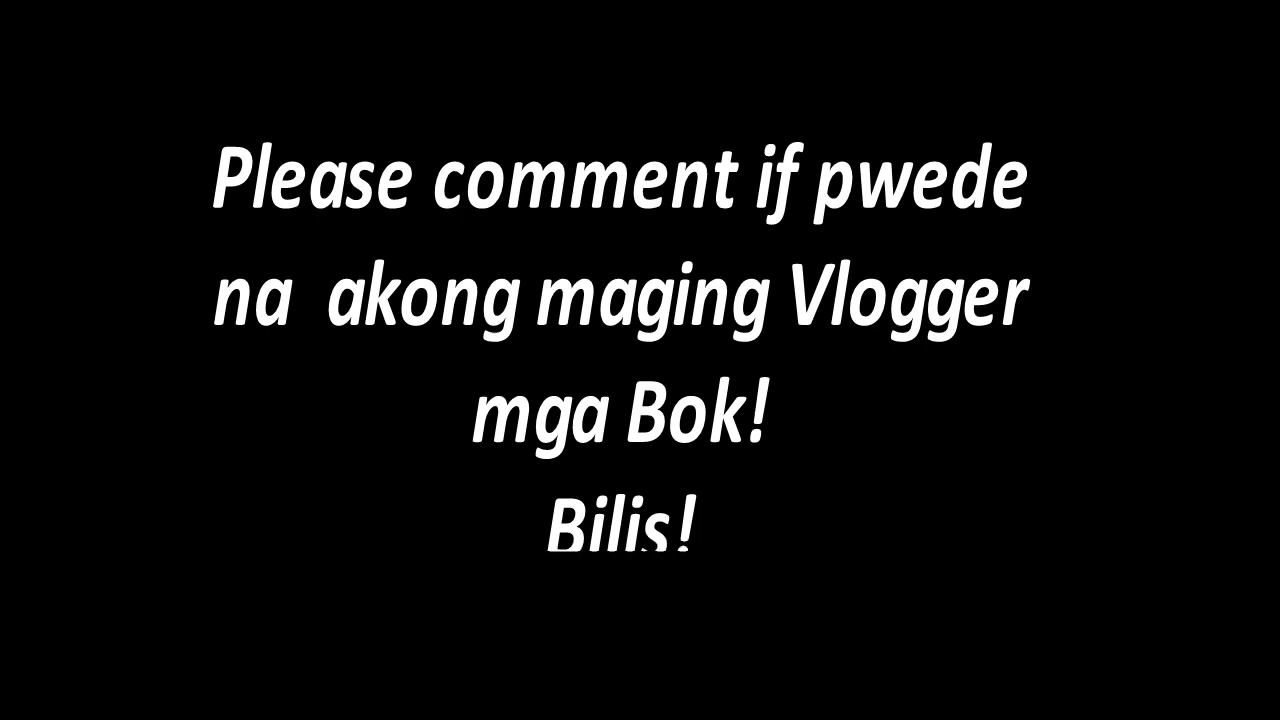 Please comment if pwede
na  akong maging Vlogger
mga Bok!
Bilis!